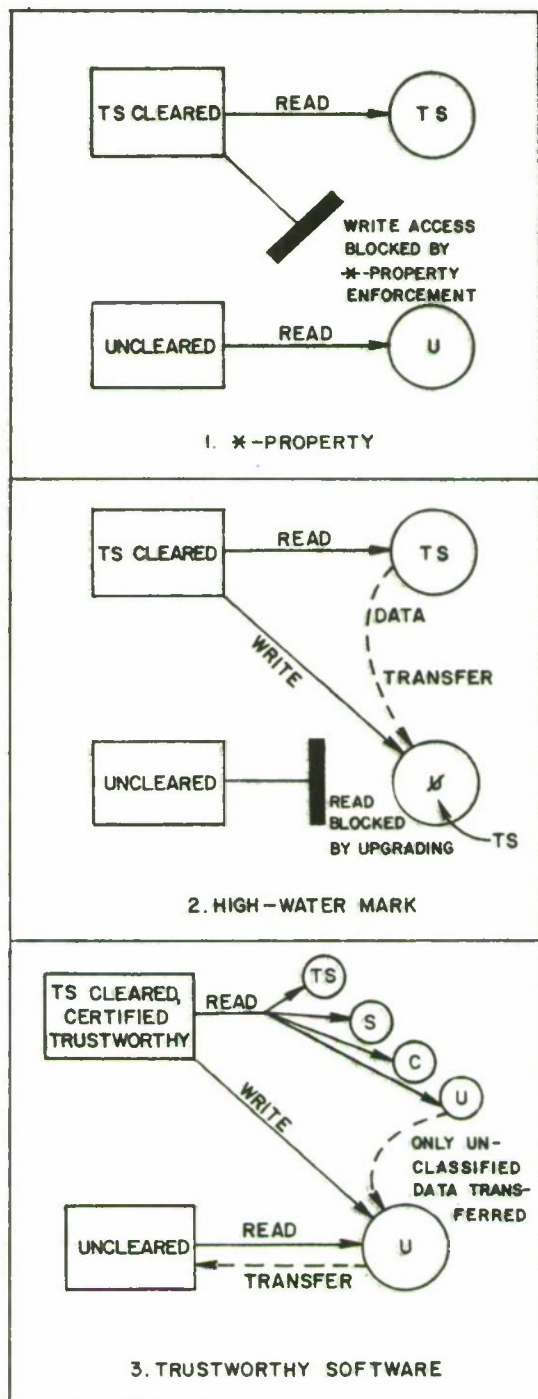 TS CLEARED
READ
TS
WRITE ACCESS
BLOCKED BY
*-PROPERTY
ENFORCEMENT
UNCLEARED
READ
U
1. *-PROPERTY
TS CLEARED
READ
TS
DATA
TRANSFER
WRITE
UNCLEARED
READ
BLOCKED
BY UPGRADING
U
TS
2. HIGH-WATER MARK
TS CLEARED,
CERTIFIED
TRUSTWORTHY
READ
TS
S
C
U
WRITE
ONLY UN-
CLASSIFIED
DATA TRANS-
FERRED
UNCLEARED
READ
U
TRANSFER
3. TRUSTWORTHY SOFTWARE